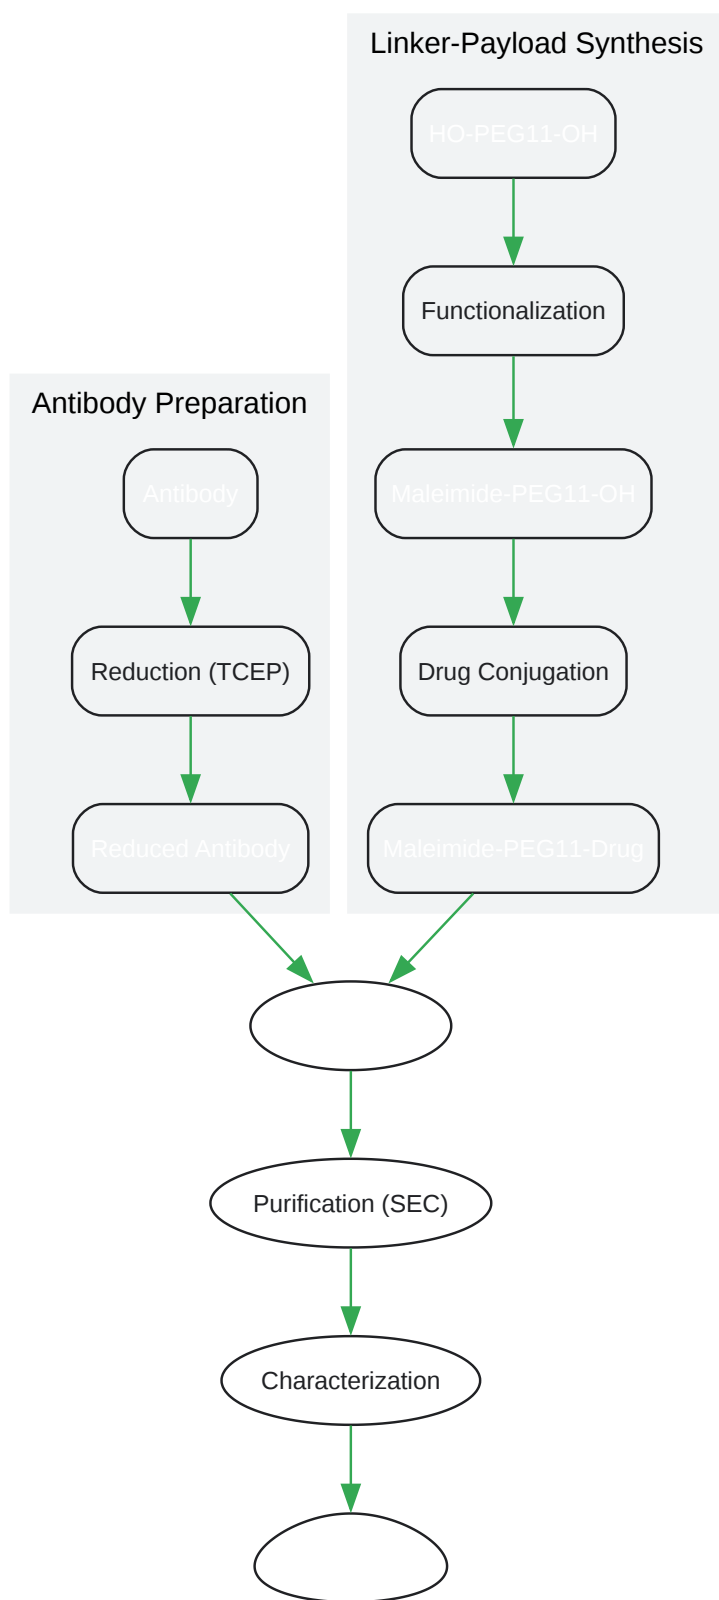 Linker-Payload Synthesis
HO-PEG11-OH
Functionalization
Maleimide-PEG11-OH
Drug Conjugation
Maleimide-PEG11-Drug
Antibody Preparation
Antibody
Reduction (TCEP)
Reduced Antibody
Purification (SEC)
Characterization